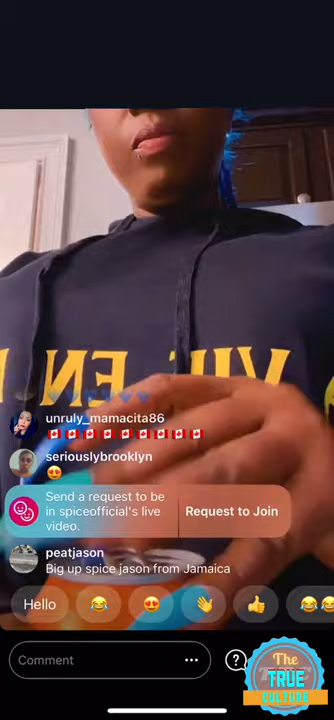 unruly_mamacita86
🇨🇦🇨🇦🇨🇦🇨🇦🇨🇦🇨🇦🇨🇦🇨🇦🇨🇦
seriouslybrooklyn
😍
Send a request to be
in spiceofficial's live
video.
Request to Join
peatjason
Big up spice jason from Jamaica
Hello
Comment
The
TRUE
CULTURE